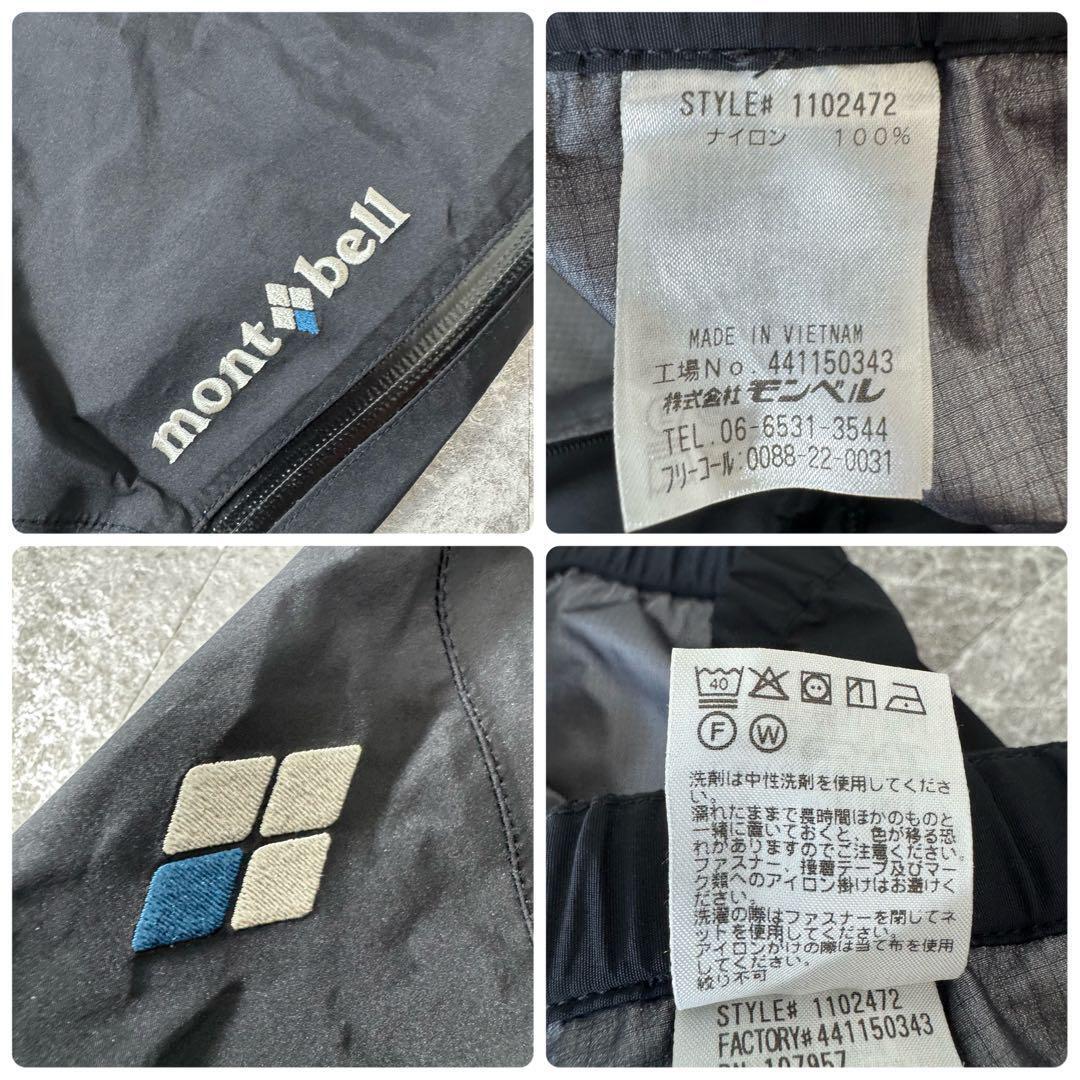 mont bell
STYLE# 1102472
ナイロン 100%
MADE IN VIETNAM
工場No. 441150343
株式会社 モンベル
TEL.06-6531-3544
フリーコール:0088-22-0031
40
F W
洗剤は中性洗剤を使用してくださ
い。
濡れたままで長時間ほかのものと
一緒に置いておくと、色が移る恐
れがありますのでご注意ください。
ファスナー、接着テープ及びマー
ク類へのアイロン掛けはお避けく
ださい。
洗濯の際はファスナーを閉じてネ
ットを使用してください。
アイロンがけの際は当て布を使用
してください。
絞り不可
STYLE# 1102472
FACTORY#441150343
107957